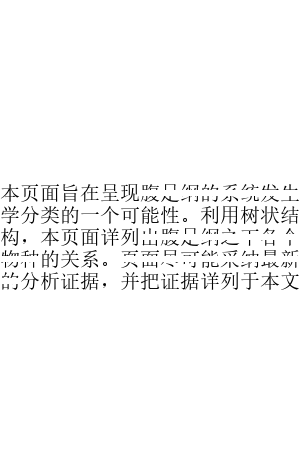 本页面旨在呈现腹足纲的系统发生
学分类的一个可能性。利用树状结
构，本页面详列出腹足纲之下各个
物种的关系。页面尽可能采纳最新
的分析证据，并把证据详列于本文